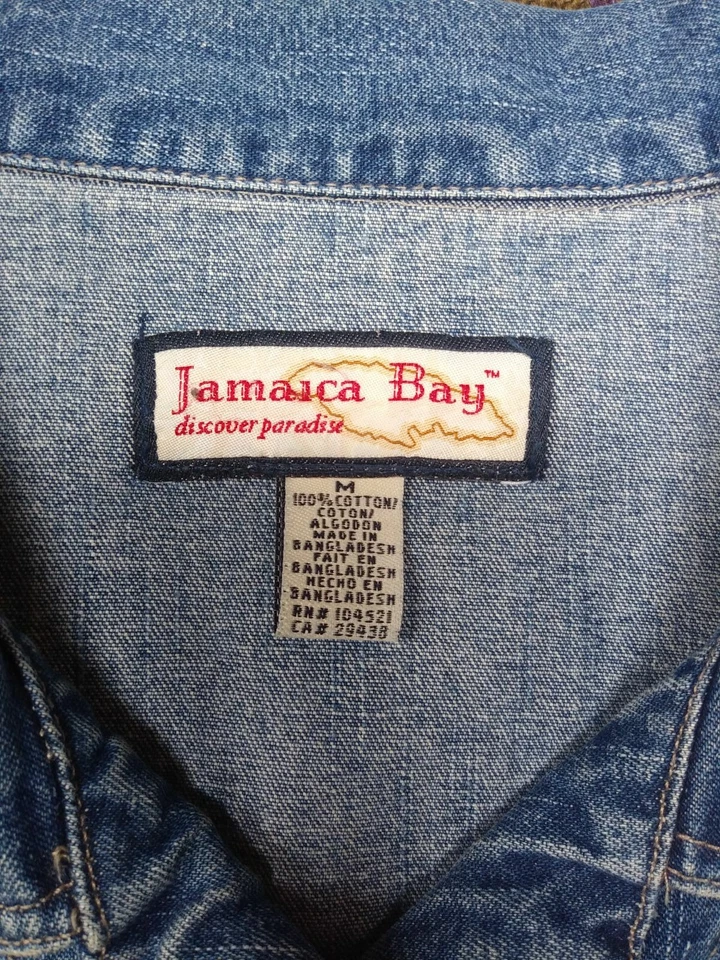 Jamaica Bay™
discover paradise
M
100% COTTON/
COTON/
ALGODON
MADE IN
BANGLADESH
FAIT EN
BANGLADESH
HECHO EN
BANGLADESH
RN# 104521
CA# 29438